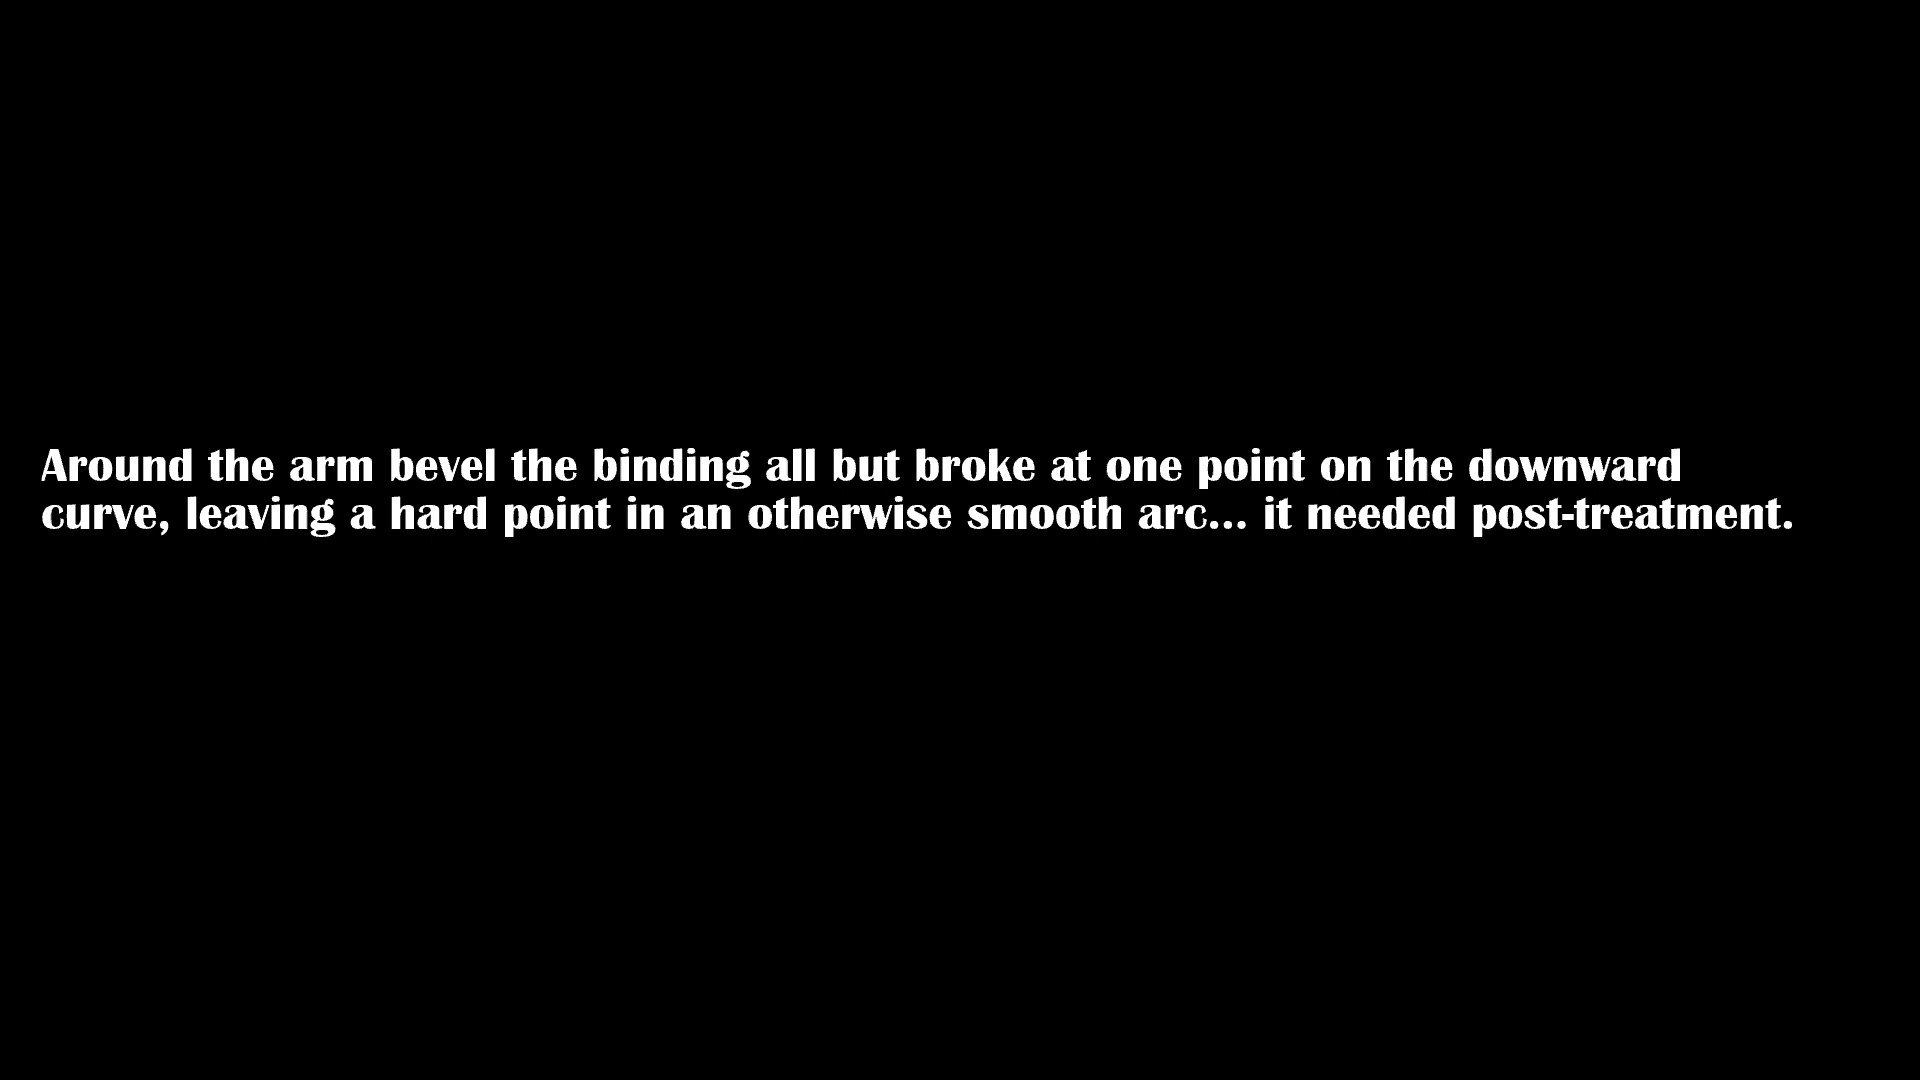 Around the arm bevel the binding all but broke at one point on the downward
curve, leaving a hard point in an otherwise smooth arc... it needed post-treatment.